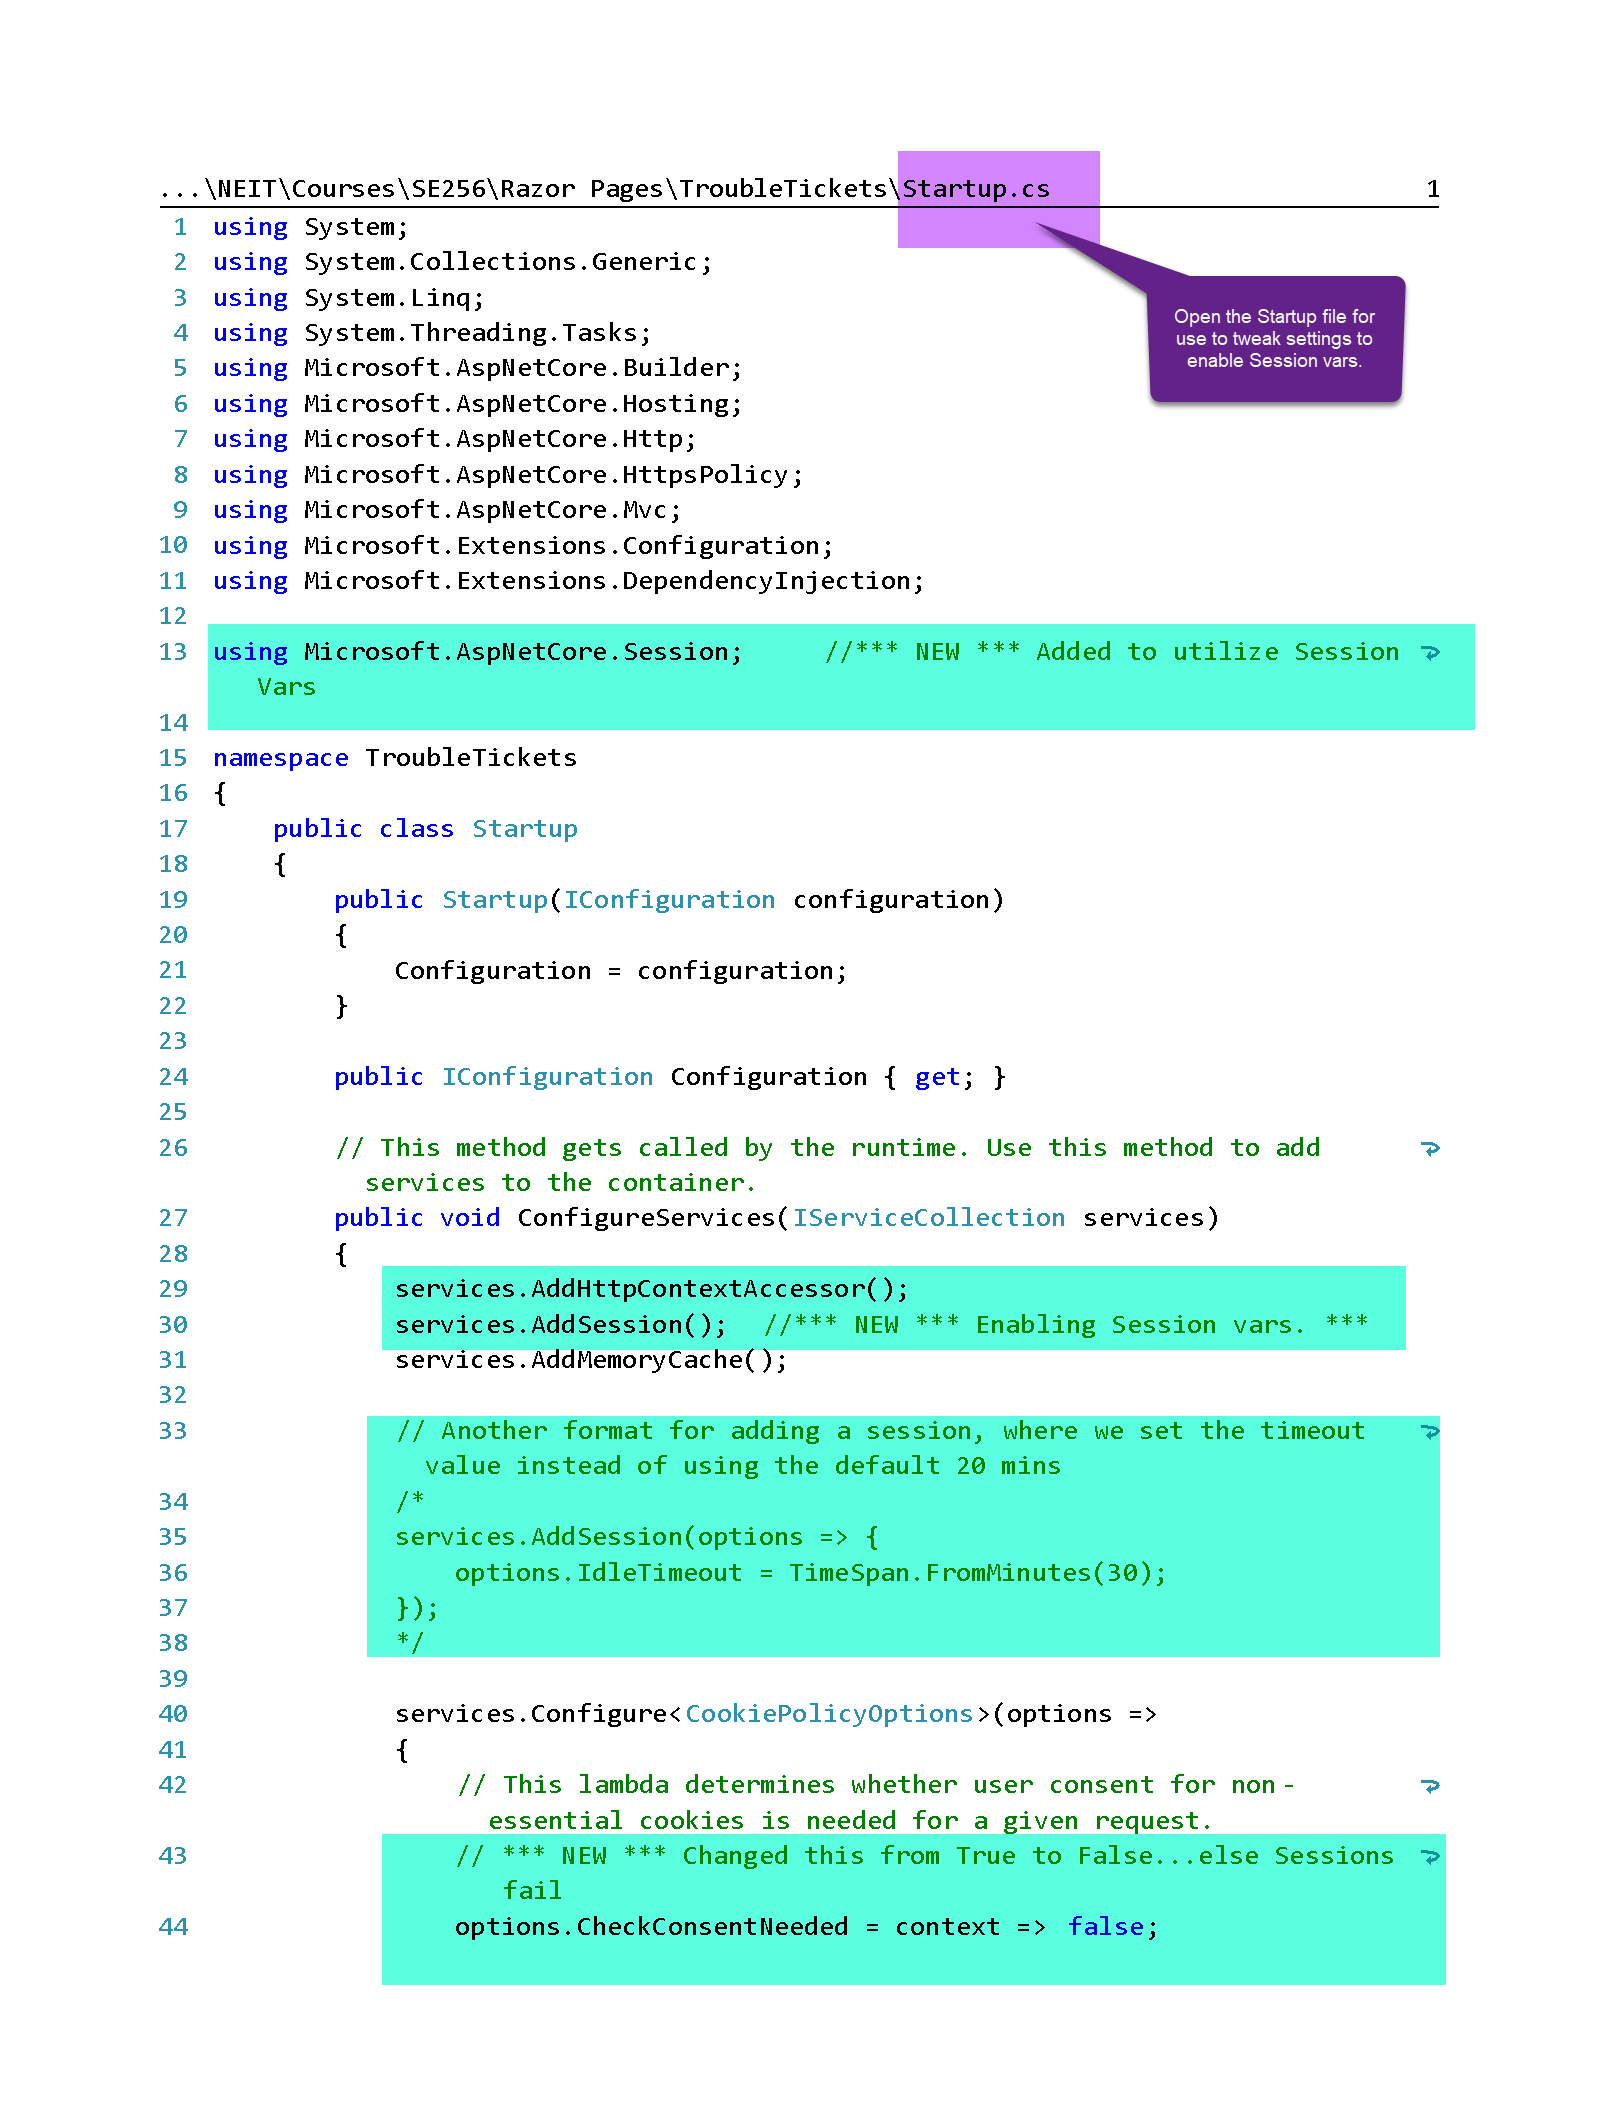 ...\NEIT\Courses\SE256\Razor Pages\TroubleTickets\Startup.cs 1
1 using System;
2 using System.Collections.Generic;
3 using System.Linq;
4 using System.Threading.Tasks;
5 using Microsoft.AspNetCore.Builder;
6 using Microsoft.AspNetCore.Hosting;
7 using Microsoft.AspNetCore.Http;
8 using Microsoft.AspNetCore.HttpsPolicy;
9 using Microsoft.AspNetCore.Mvc;
10 using Microsoft.Extensions.Configuration;
11 using Microsoft.Extensions.DependencyInjection;
Open the Startup file for
use to tweak settings to
enable Session vars.
12
13 using Microsoft.AspNetCore.Session; //*** NEW *** Added to utilize Session
Vars
14
15 namespace TroubleTickets
16 {
17 public class Startup
18 {
19 public Startup(IConfiguration configuration)
20 {
21 Configuration = configuration;
22 }
23
24 public IConfiguration Configuration { get; }
25
26 // This method gets called by the runtime. Use this method to add
services to the container.
27 public void ConfigureServices(IServiceCollection services)
28 {
29 services.AddHttpContextAccessor();
30 services.AddSession(); //*** NEW *** Enabling Session vars. ***
31 services.AddMemoryCache();
32
33 // Another format for adding a session, where we set the timeout
value instead of using the default 20 mins
34 /*
35 services.AddSession(options => {
36 options.IdleTimeout = TimeSpan.FromMinutes(30);
37 });
38 */
39
40 services.Configure<CookiePolicyOptions>(options =>
41 {
42 // This lambda determines whether user consent for non-
essential cookies is needed for a given request.
43 // *** NEW *** Changed this from True to False...else Sessions
fail
44 options.CheckConsentNeeded = context => false;